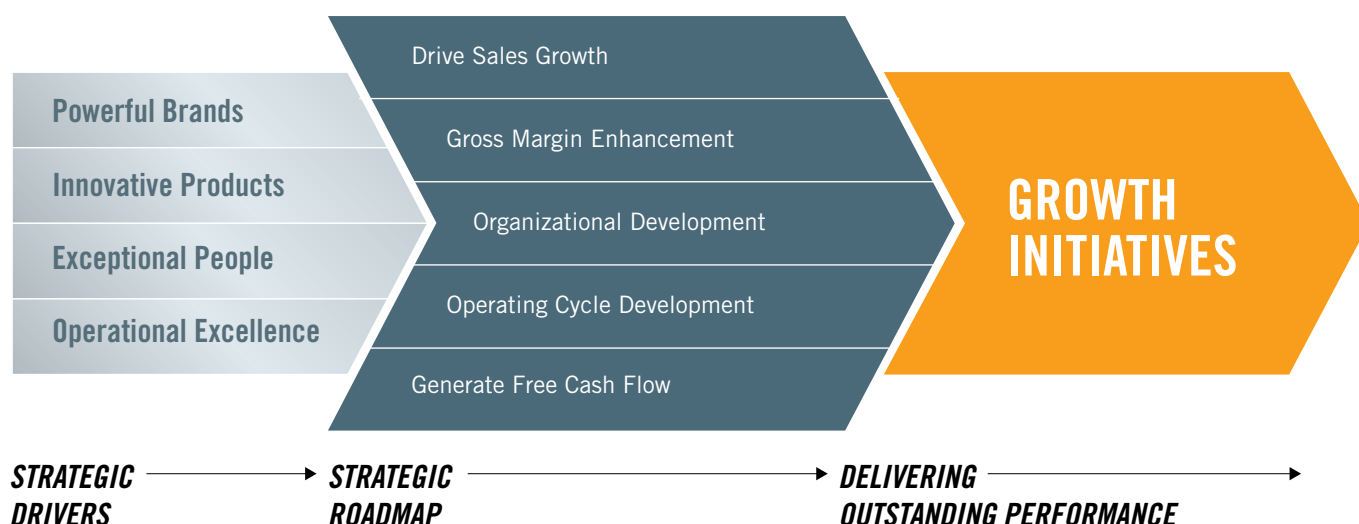 Powerful Brands
Innovative Products
Exceptional People
Operational Excellence
Drive Sales Growth
Gross Margin Enhancement
Organizational Development
Operating Cycle Development
Generate Free Cash Flow
GROWTH
INITIATIVES
STRATEGIC
DRIVERS
STRATEGIC
ROADMAP
DELIVERING
OUTSTANDING PERFORMANCE